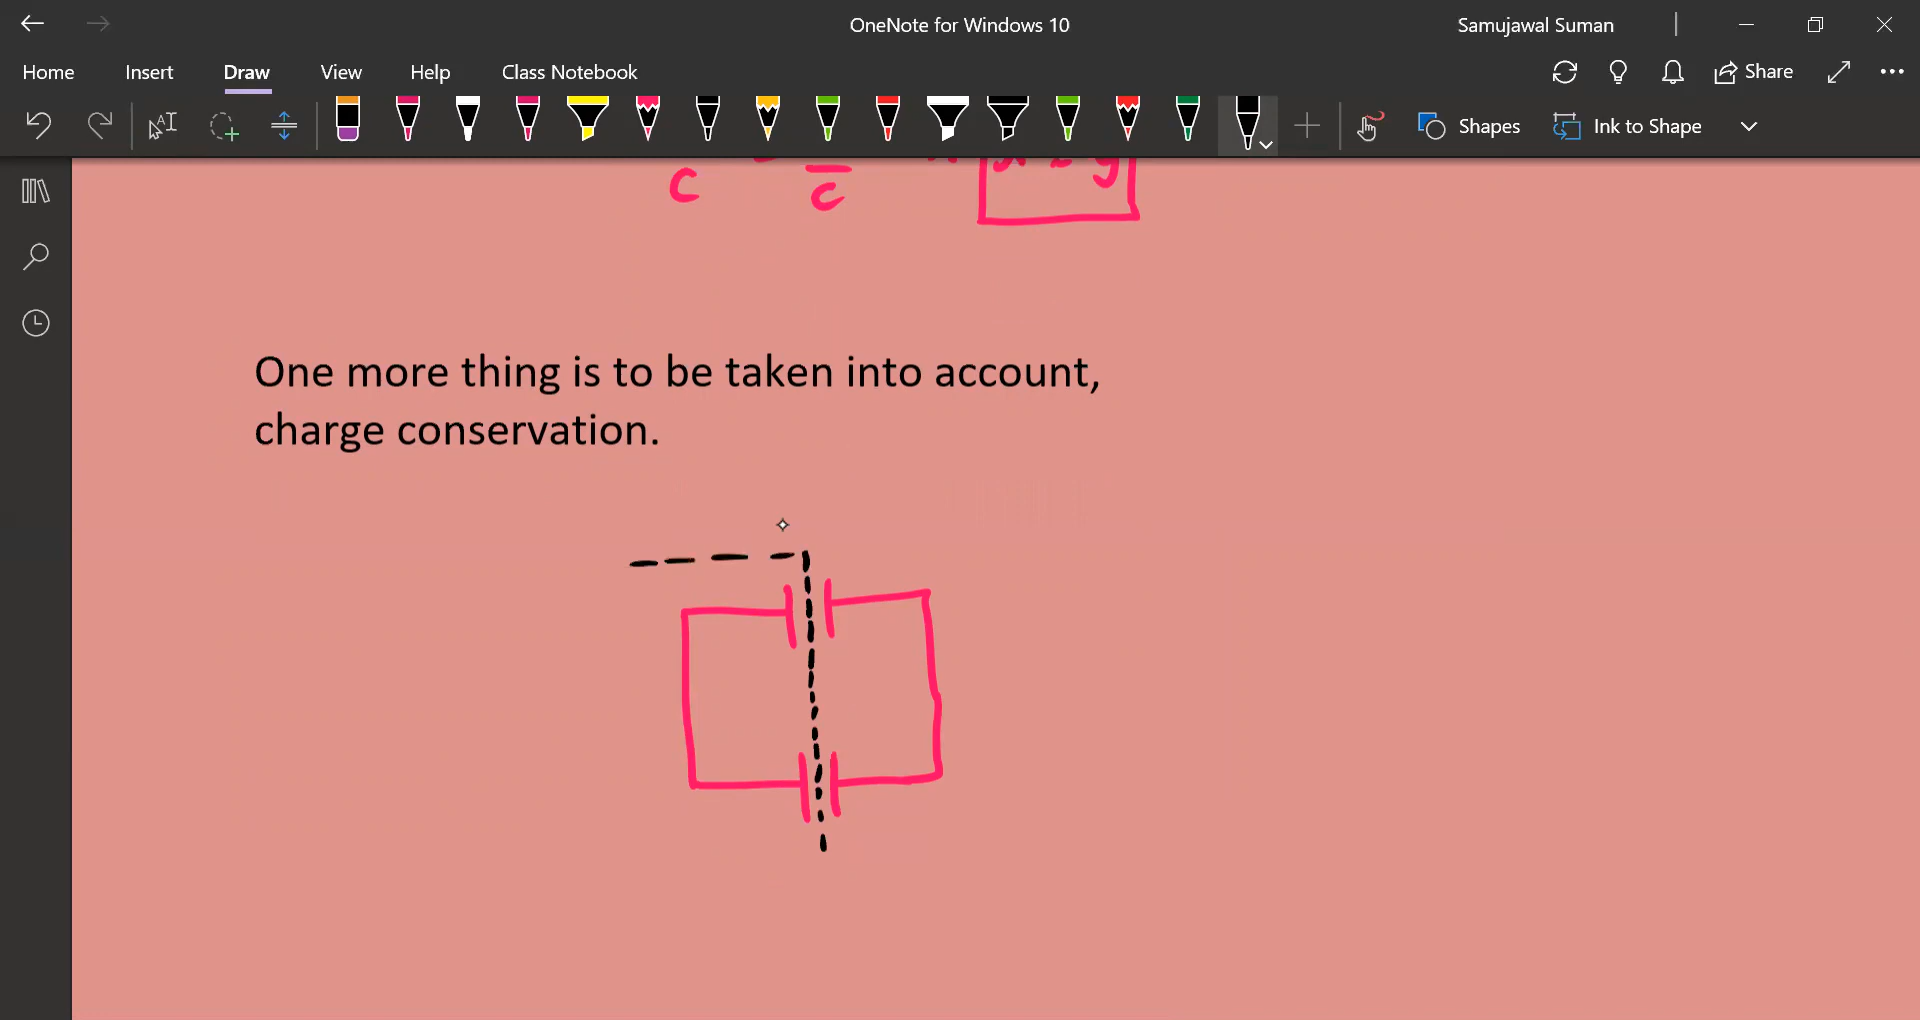 OneNote for Windows 10
Samujawal Suman
Home Insert Draw View Help Class Notebook
Share
Shapes Ink to Shape
c c
One more thing is to be taken into account,
charge conservation.